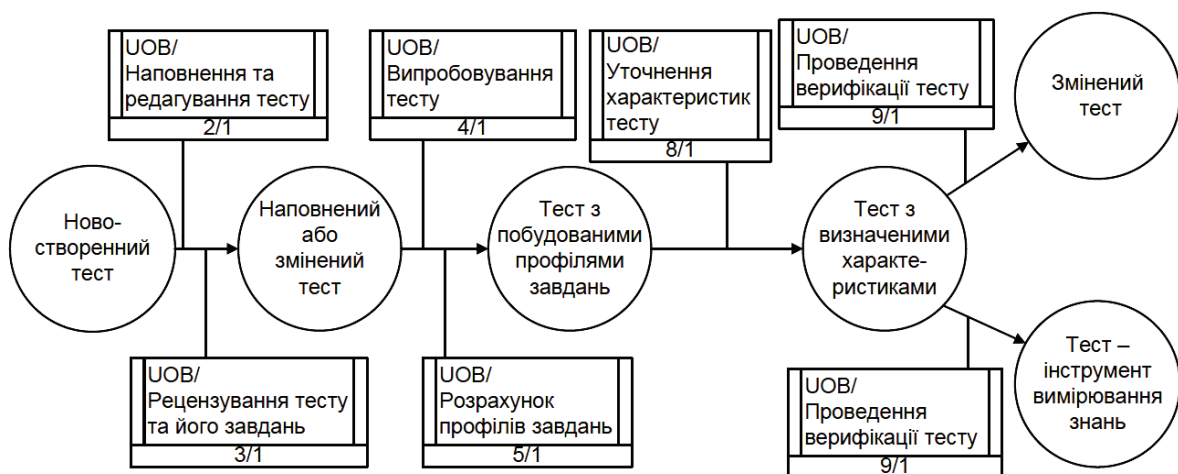 UOB/
Наповнення та
редагування тесту
2/1
UOB/
Випробовування
тесту
4/1
UOB/
Уточнення
характеристик
тесту
8/1
UOB/
Проведення
верифікації тесту
9/1
Змінений
тест
Ново-
створенний
тест
Наповнений
або
змінений
тест
Тест з
побудованими
профілями
завдань
Тест з
визначеними
характе-
ристиками
Тест –
інструмент
вимірювання
знань
UOB/
Рецензування тесту
та його завдань
3/1
UOB/
Розрахунок
профілів завдань
5/1
UOB/
Проведення
верифікації тесту
9/1